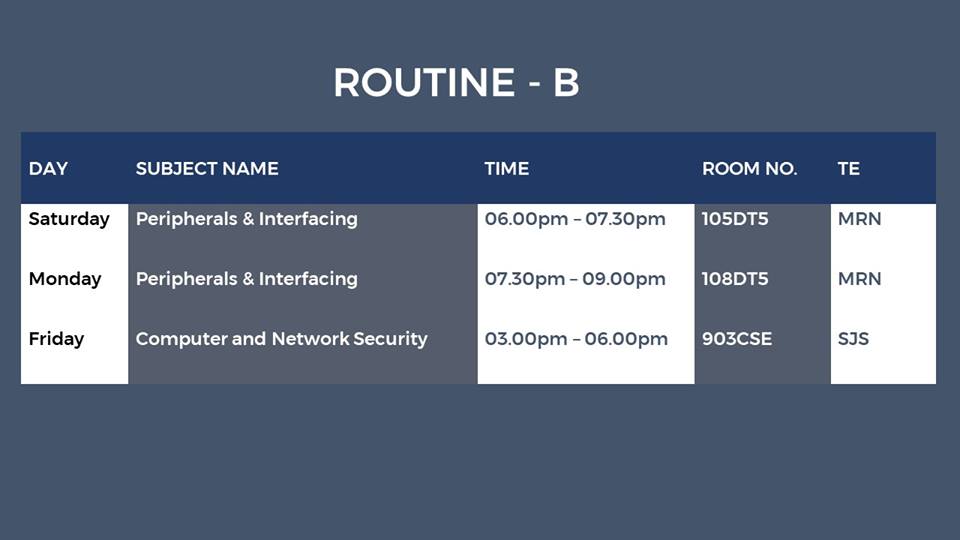 ROUTINE - B
DAY SUBJECT NAME TIME ROOM NO. TE
Saturday Peripherals & Interfacing 06.00pm – 07.30pm 105DT5 MRN
Monday Peripherals & Interfacing 07.30pm – 09.00pm 108DT5 MRN
Friday Computer and Network Security 03.00pm – 06.00pm 903CSE SJS